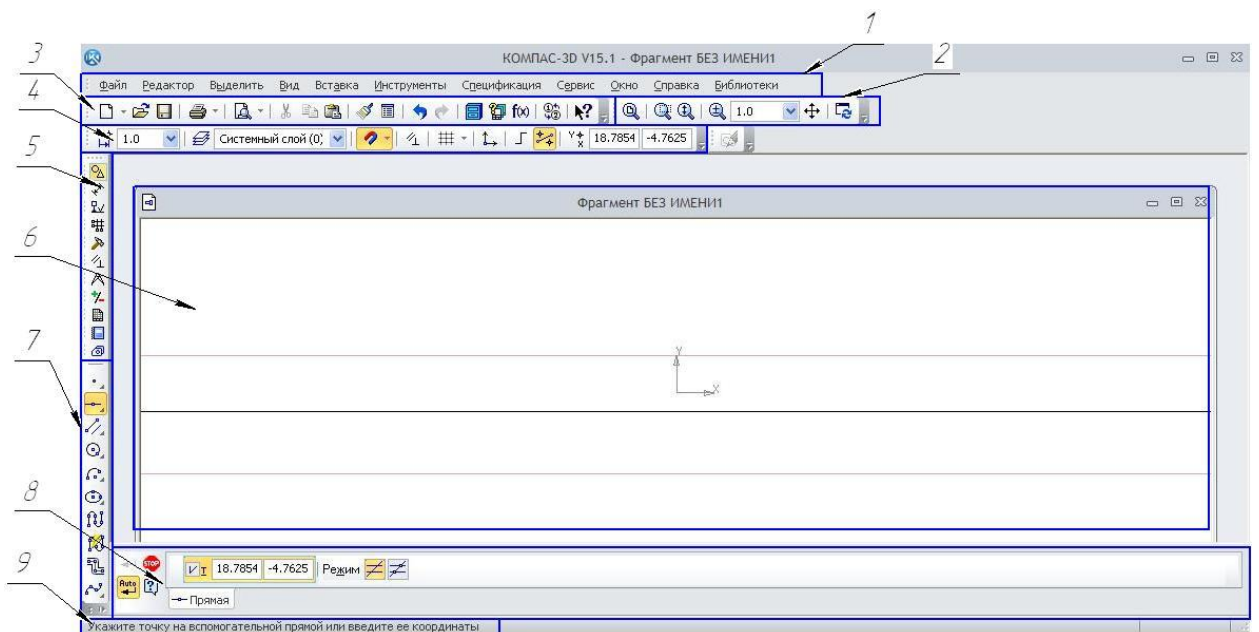 1
КОМПАС-3D V15.1 - Фрагмент БЕЗ ИМЕНИ1
2
3
Файл Редактор Выделить Вид Вставка Инструменты Спецификация Сервис Окно Справка Библиотеки
4
f(x) 1.0
1.0 Системный слой (0) 18.7854 -4.7625
5
Фрагмент БЕЗ ИМЕНИ1
6
7
Y
X
8
STOP
18.7854 -4.7625 Режим
9
Auto
Прямая
Укажите точку на вспомогательной прямой или введите ее координаты